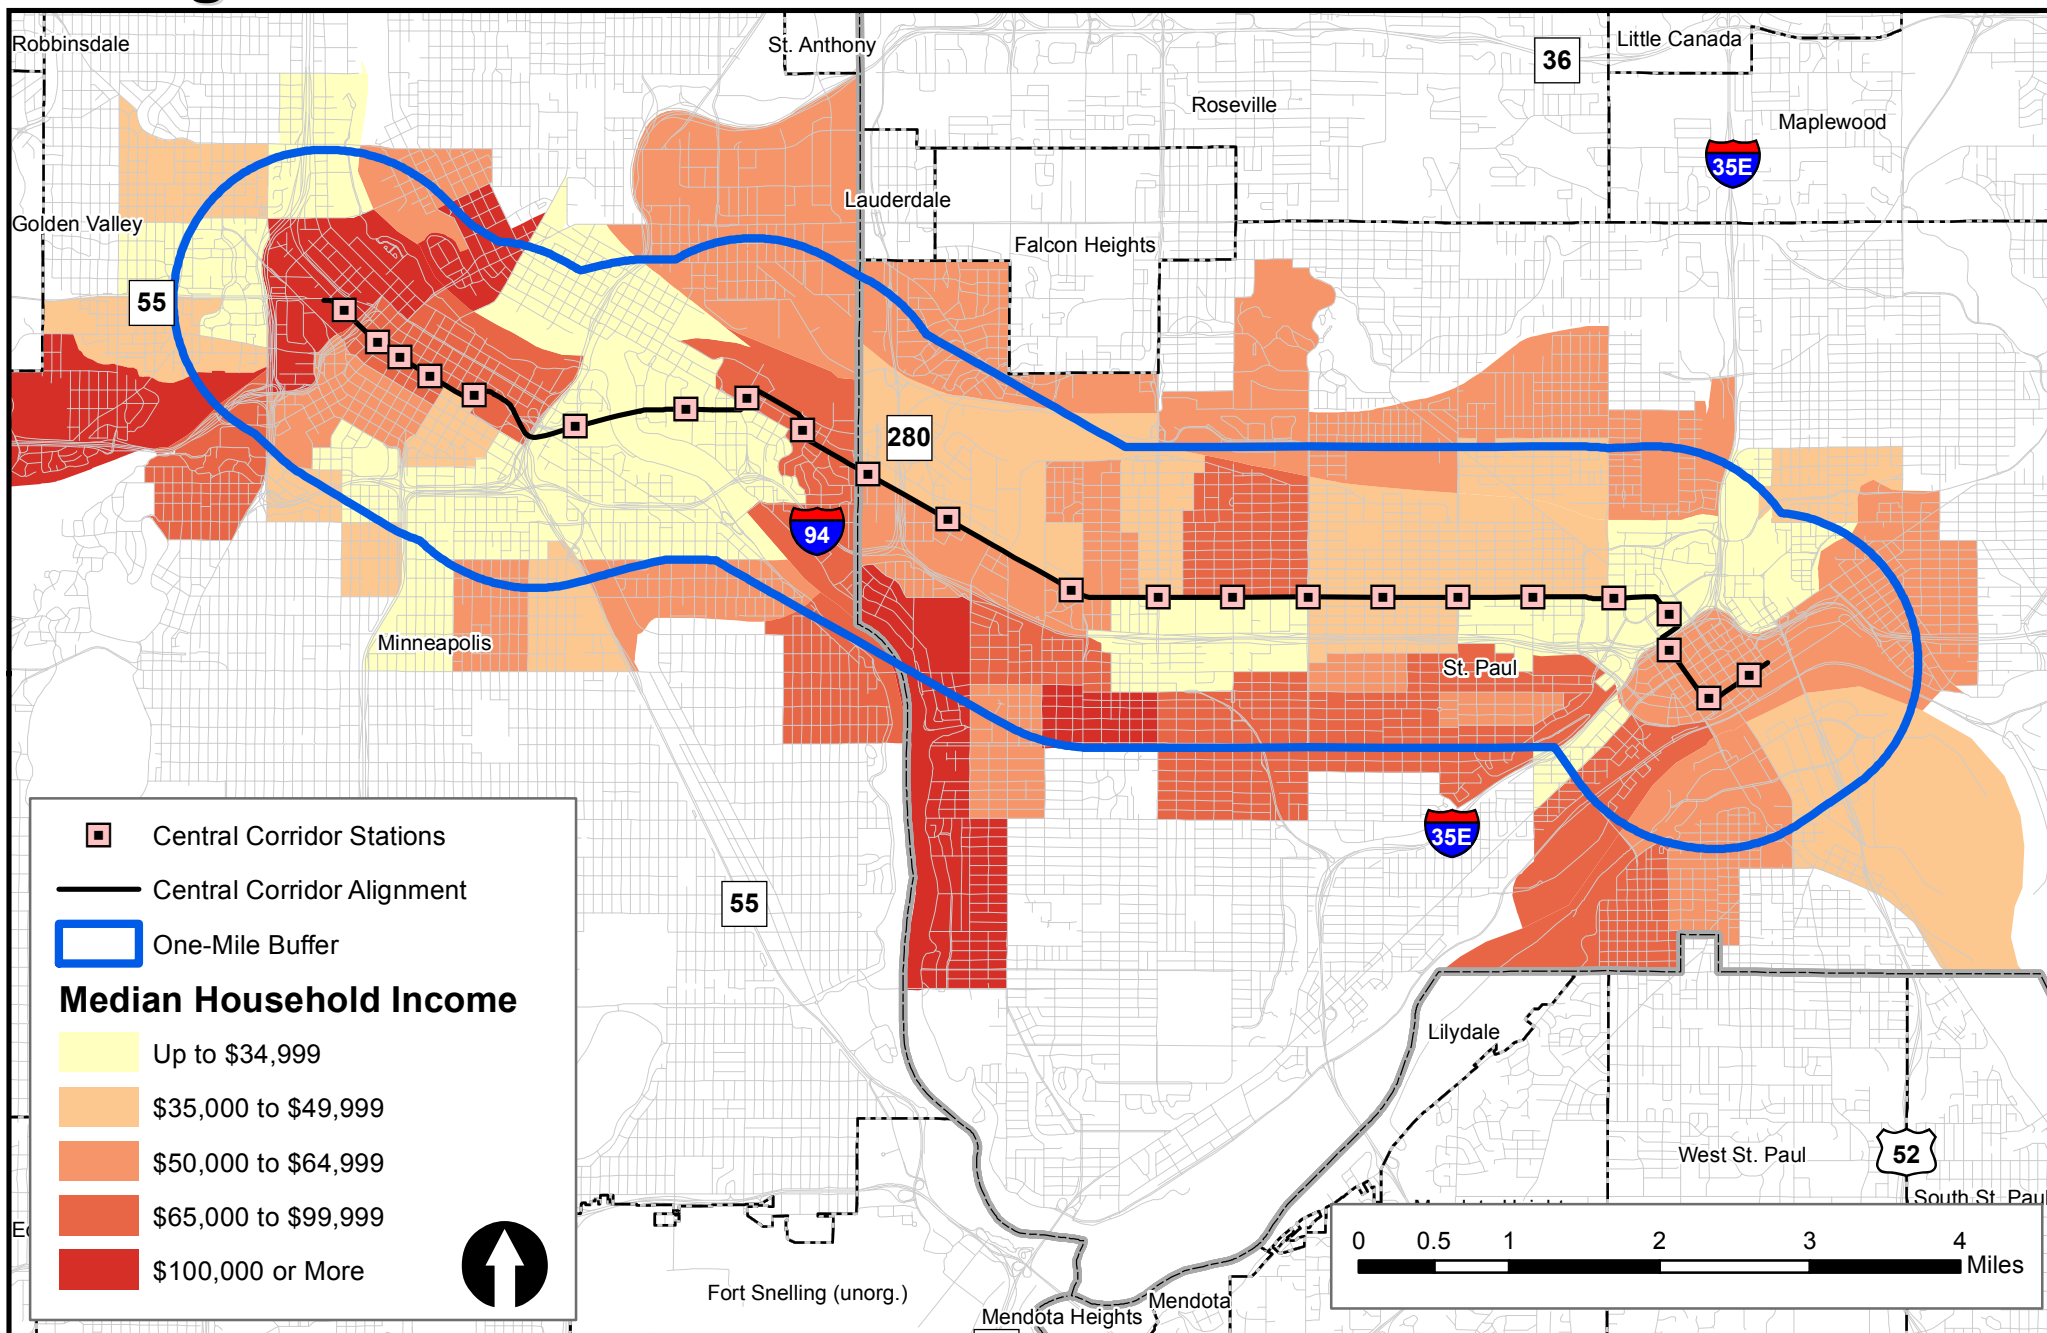 Robbinsdale
St. Anthony
36
Little Canada
Roseville
Maplewood
35E
Lauderdale
Golden Valley
Falcon Heights
55
280
94
Minneapolis
St. Paul
35E
55
Central Corridor Stations
Central Corridor Alignment
One-Mile Buffer
Median Household Income
Up to $34,999
$35,000 to $49,999
$50,000 to $64,999
$65,000 to $99,999
$100,000 or More
Lilydale
West St. Paul
52
South St. Paul
0 0.5 1 2 3 4
Miles
Fort Snelling (unorg.)
Mendota
Mendota Heights